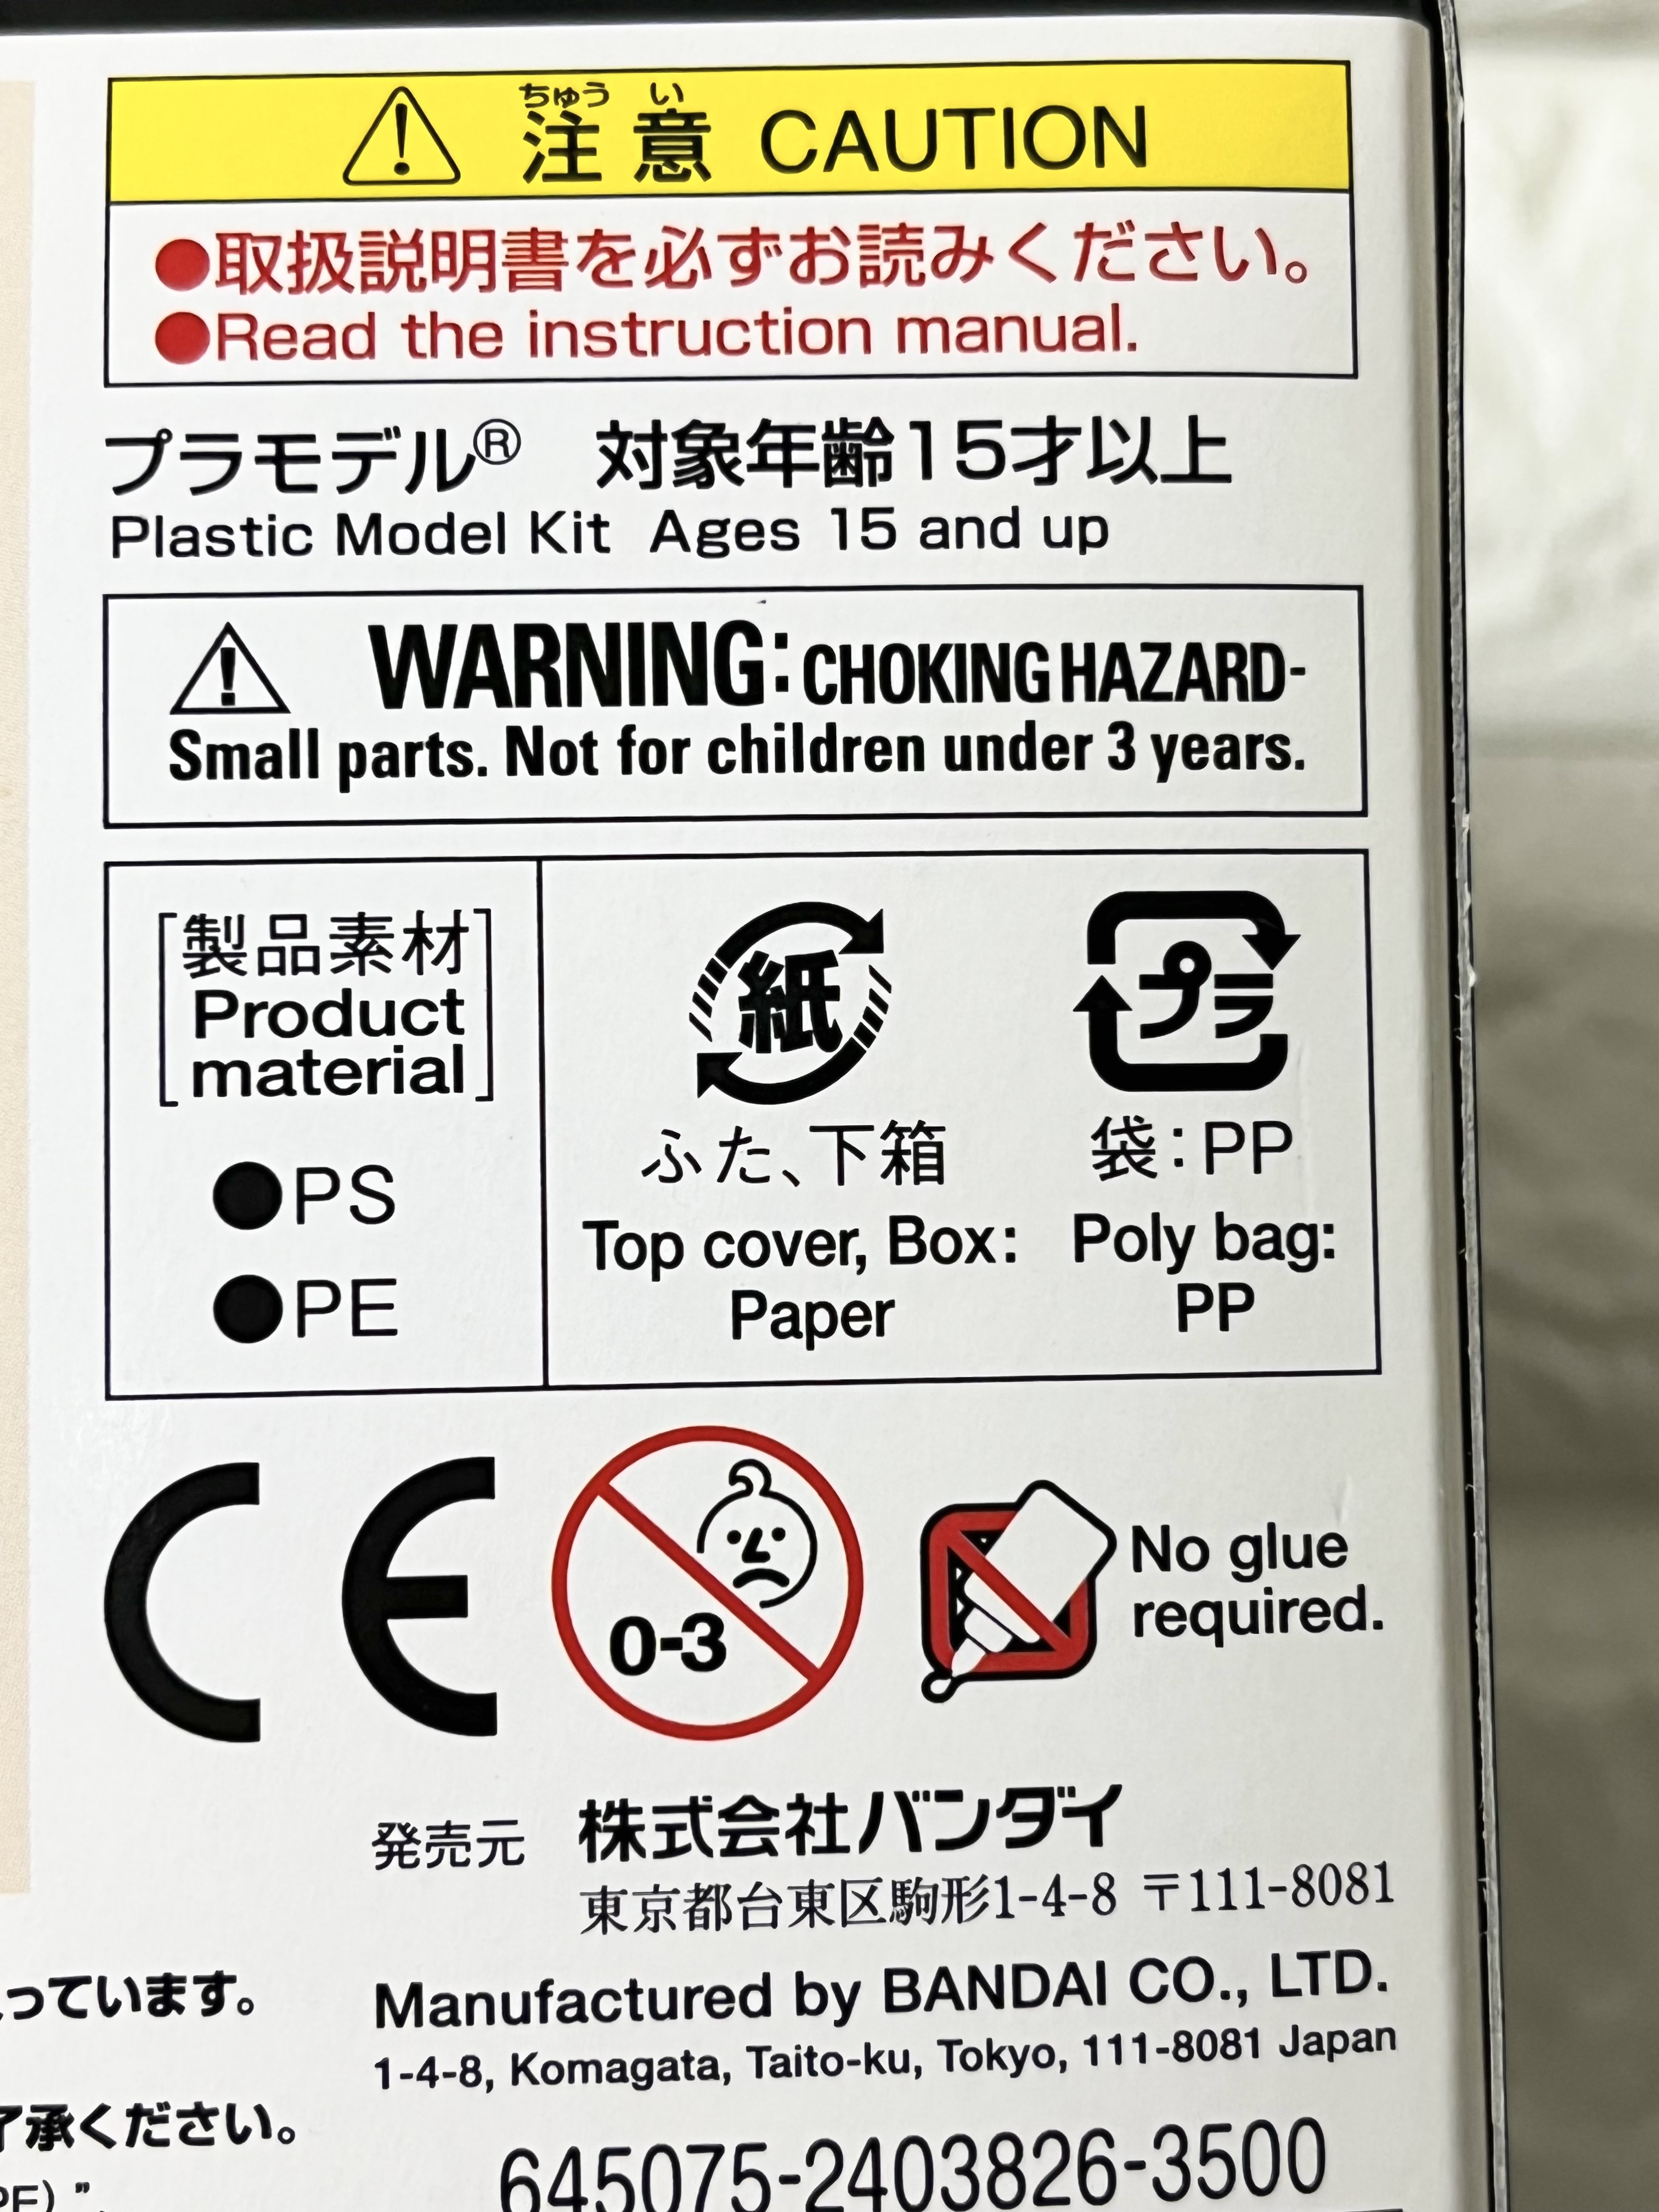 ちゅう い
注意 CAUTION
●取扱説明書を必ずお読みください。
●Read the instruction manual.
プラモデル® 対象年齢15才以上
Plastic Model Kit Ages 15 and up
WARNING: CHOKING HAZARD-
Small parts. Not for children under 3 years.
[製品素材
Product
material]
●PS
●PE
紙
ふた、下箱
Top cover, Box:
Paper
プラ
袋:PP
Poly bag:
PP
CE
0-3
No glue
required.
発売元 株式会社バンダイ
東京都台東区駒形1-4-8 〒111-8081
Manufactured by BANDAI CO., LTD.
1-4-8, Komagata, Taito-ku, Tokyo, 111-8081 Japan
645075-2403826-3500
っています。
了承ください。
PE) ”.